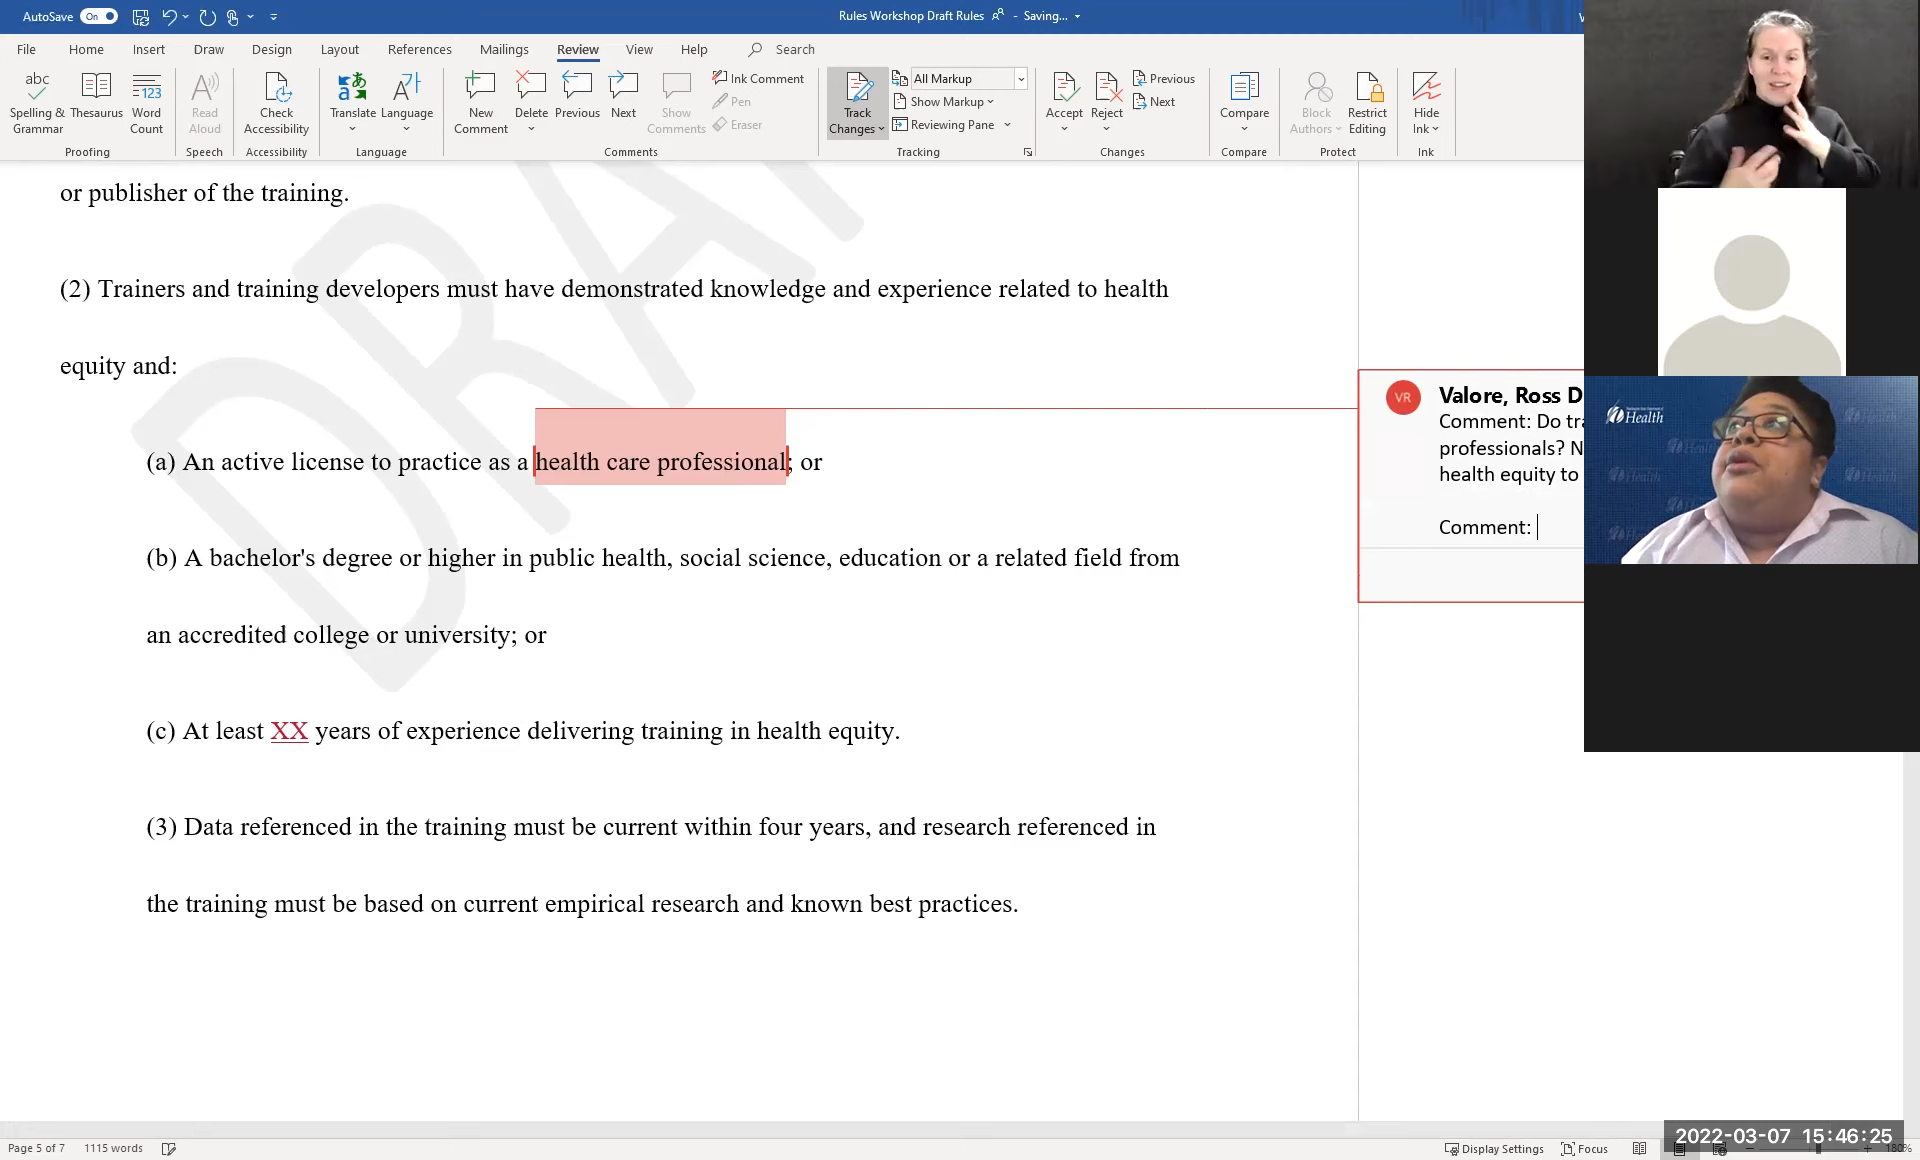 AutoSave On Rules Workshop Draft Rules - Saving...
File Home Insert Draw Design Layout References Mailings Review View Help Search
abc Spelling & Grammar
Thesaurus
123 Word Count
Proofing
Read Aloud
Speech
Check Accessibility
Accessibility
Translate
Language
Language
New Comment
Delete
Previous
Next
Show Comments
Ink Comment
Pen
Eraser
Comments
Track Changes
All Markup
Show Markup
Reviewing Pane
Tracking
Accept
Reject
Previous
Next
Changes
Compare
Compare
Block Authors
Restrict Editing
Protect
Hide Ink
Ink
or publisher of the training.
(2) Trainers and training developers must have demonstrated knowledge and experience related to health
equity and:
(a) An active license to practice as a health care professional; or
(b) A bachelor's degree or higher in public health, social science, education or a related field from
an accredited college or university; or
(c) At least XX years of experience delivering training in health equity.
(3) Data referenced in the training must be current within four years, and research referenced in
the training must be based on current empirical research and known best practices.
VR Valore, Ross D
Comment: Do tra
professionals? N
health equity to
Comment:
Health
Page 5 of 7 1115 words
Display Settings Focus 180%
2022-03-07 15:46:25